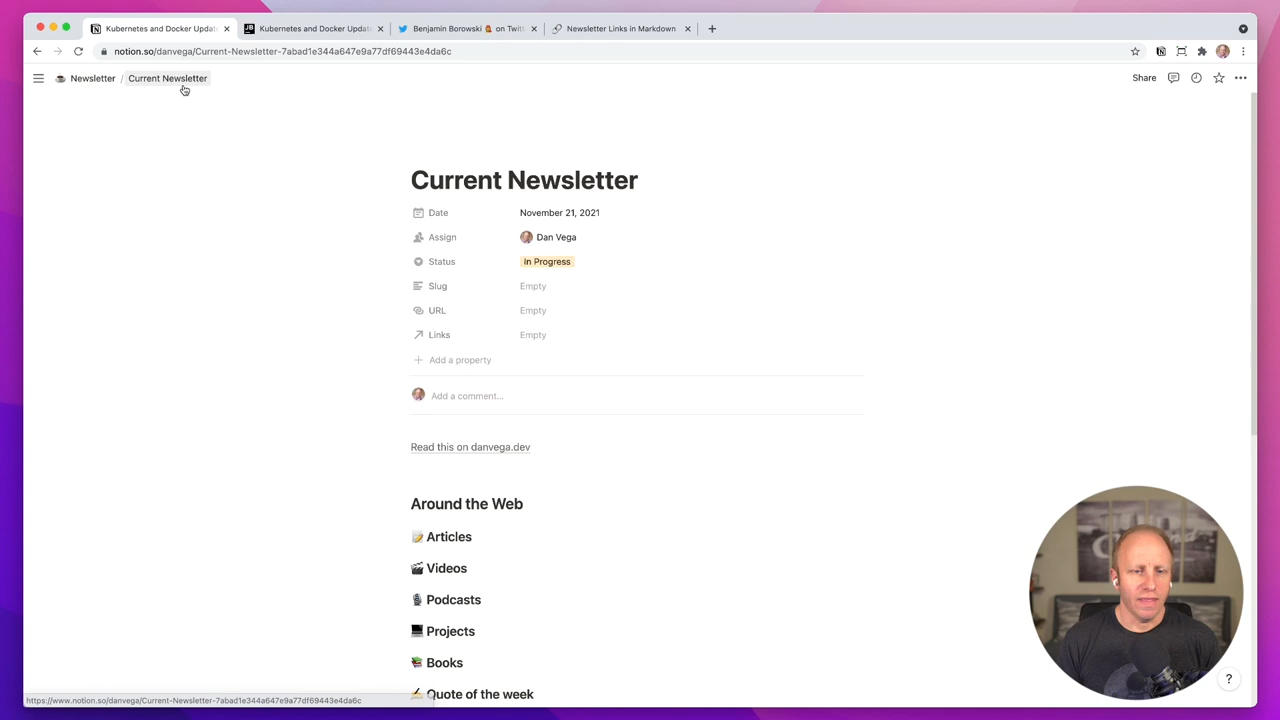 Kubernetes and Docker Update
Kubernetes and Docker Update
Benjamin Borowski 🙅 on Twitt
Newsletter Links in Markdown
notion.so/danvega/Current-Newsletter-7abad1e344a647e9a77df69443e4da6c
Newsletter / Current Newsletter
Share
Current Newsletter
Date November 21, 2021
Assign Dan Vega
Status In Progress
Slug Empty
URL Empty
Links Empty
Add a property
Add a comment...
Read this on danvega.dev
Around the Web
📝 Articles
🎬 Videos
🎙 Podcasts
💻 Projects
📚 Books
✍️ Quote of the week
?
https://www.notion.so/danvega/Current-Newsletter-7abad1e344a647e9a77df69443e4da6c